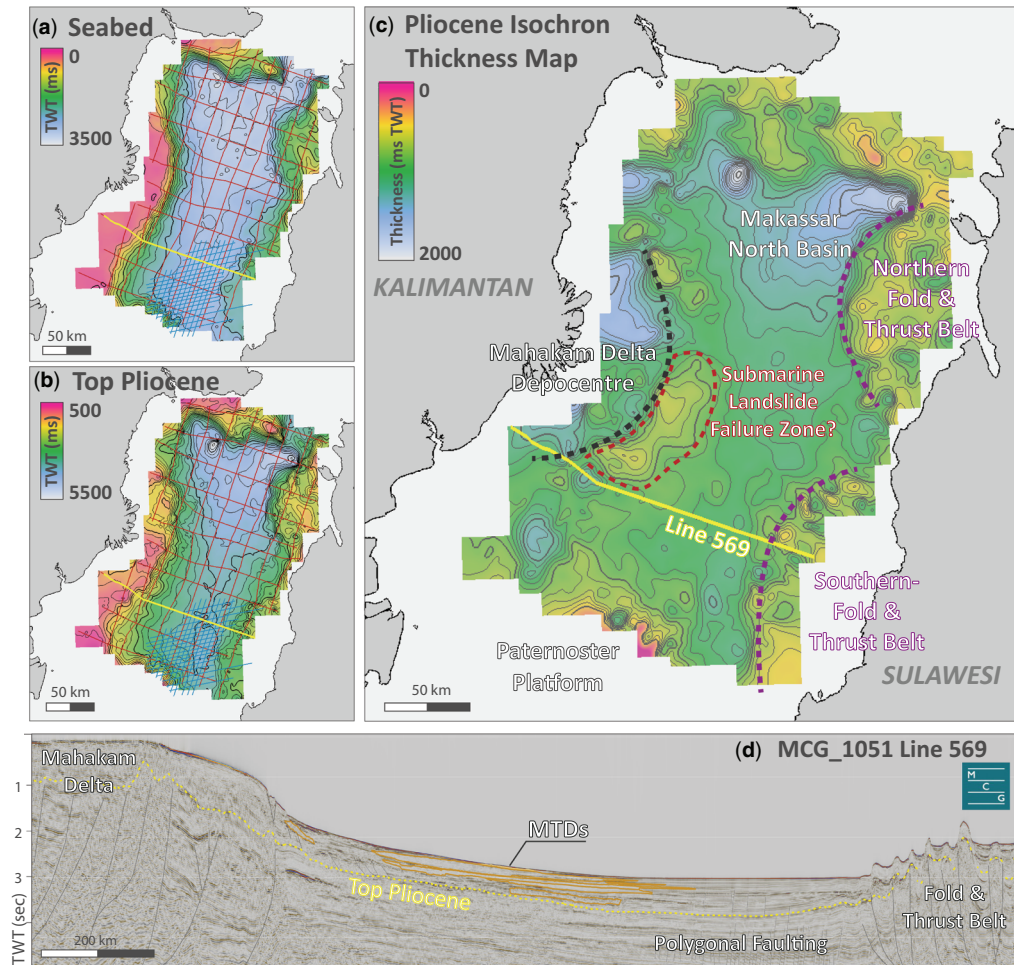 (a) Seabed
0
TWT (ms)
3500
50 km
(b) Top Pliocene
500
TWT (ms)
5500
50 km
(c) Pliocene Isochron
Thickness Map
0
Thickness (ms TWT)
2000
KALIMANTAN
Makassar
North Basin
Northern
Fold &
Thrust Belt
Mahakam Delta
Depocentre
Submarine
Landslide
Failure Zone?
Line 569
Southern-
Fold &
Thrust Belt
Paternoster
Platform
SULAWESI
50 km
(d) MCG_1051 Line 569
M
C
G
Mahakam
Delta
1
2
3
TWT (sec)
MTDs
Top Pliocene
Fold &
Thrust Belt
Polygonal Faulting
200 km